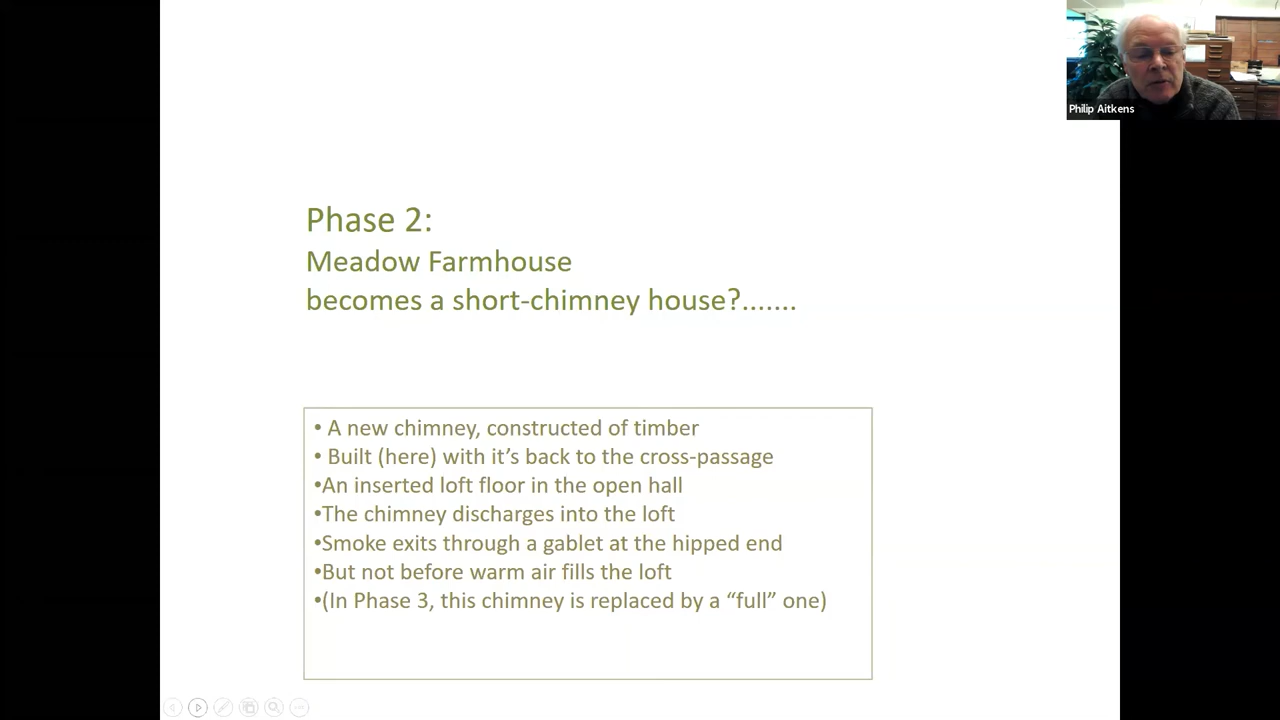 Philip Aitkens
Phase 2:
Meadow Farmhouse
becomes a short-chimney house?.......
• A new chimney, constructed of timber
• Built (here) with it's back to the cross-passage
•An inserted loft floor in the open hall
•The chimney discharges into the loft
•Smoke exits through a gablet at the hipped end
•But not before warm air fills the loft
•(In Phase 3, this chimney is replaced by a “full” one)